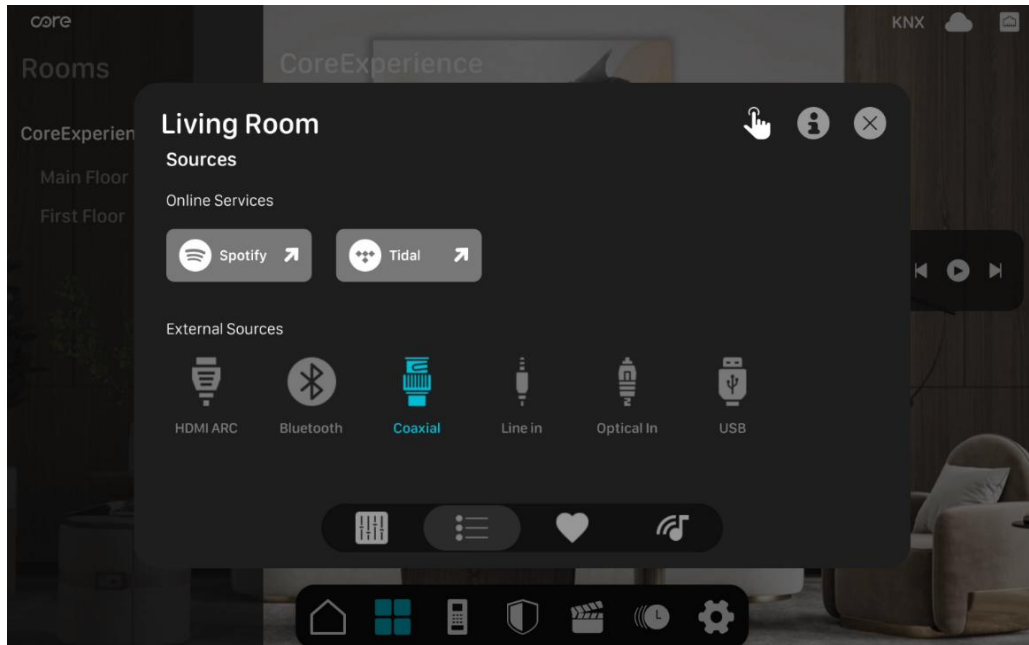 core
KNX
Rooms
CoreExperience
CoreExperien
Main Floor
First Floor
Living Room
Sources
Online Services
Spotify
Tidal
External Sources
HDMI ARC
Bluetooth
Coaxial
Line in
Optical In
USB